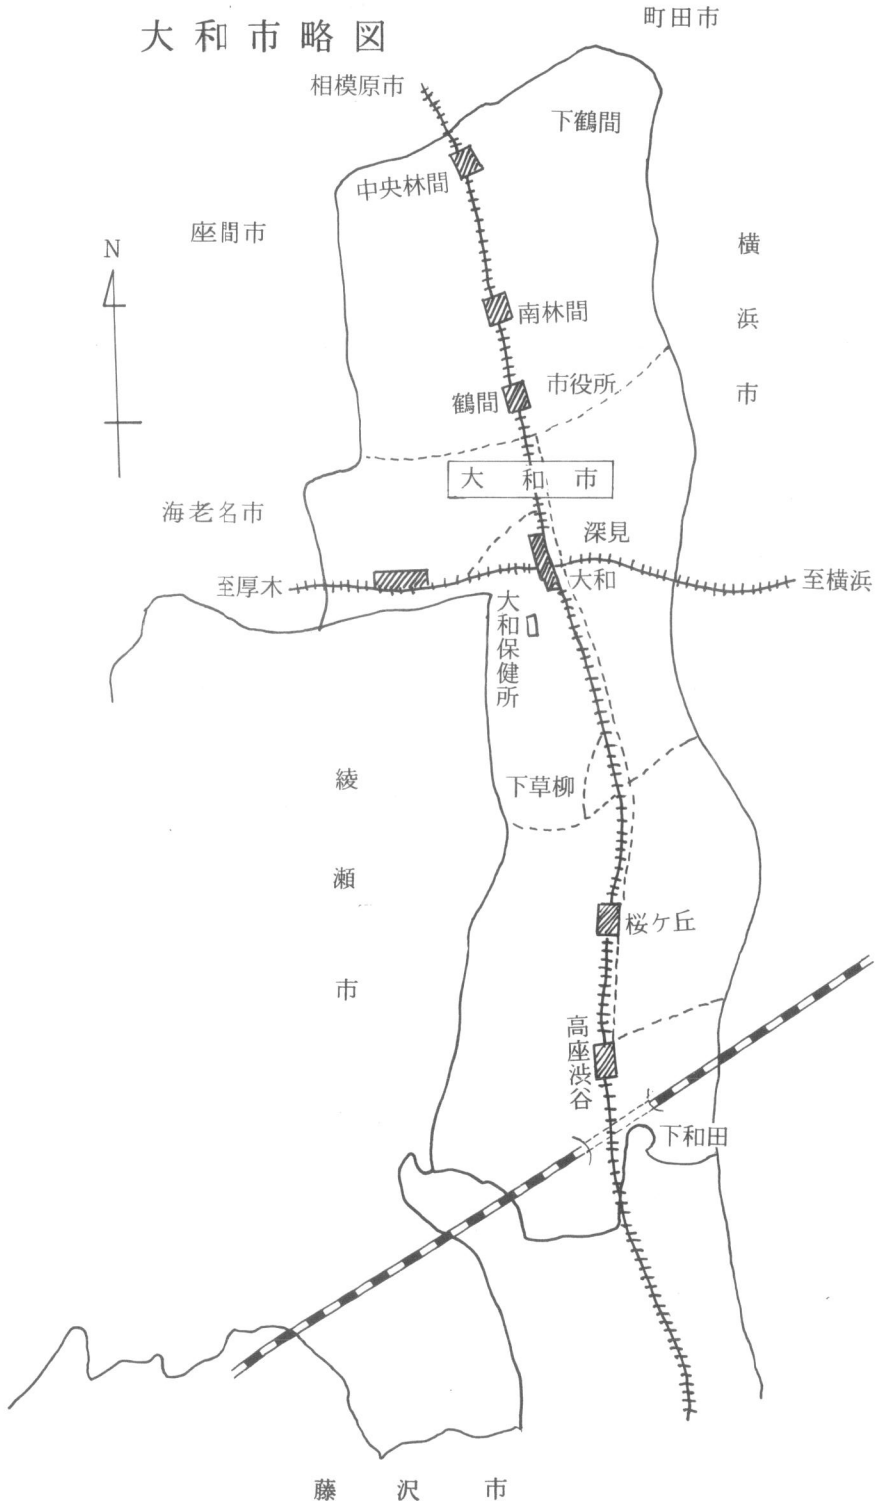 大和市略図
町田市
相模原市
下鶴間
中央林間
座間市
N
横浜市
南林間
市役所
鶴間
大和市
海老名市
深見
至厚木
大和
至横浜
大和保健所
綾瀬市
下草柳
桜ケ丘
高座渋谷
下和田
藤沢市